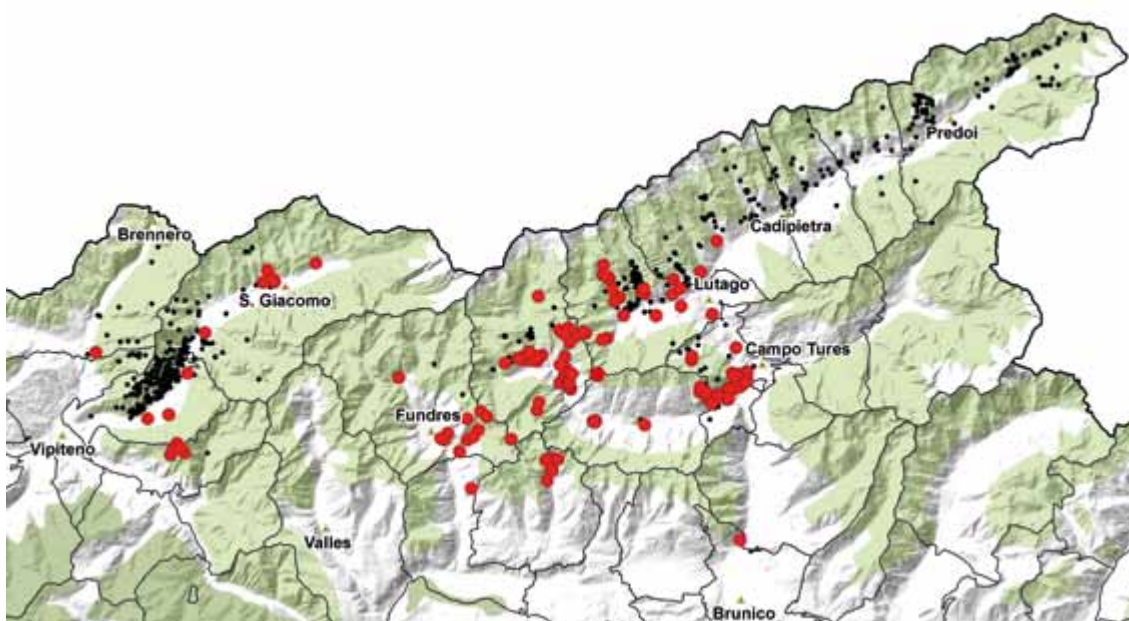 Predoi
Cadipietra
Brennero
S. Giacomo
Lutago
Campo Tures
Fundres
Vipiteno
Valles
Brunico